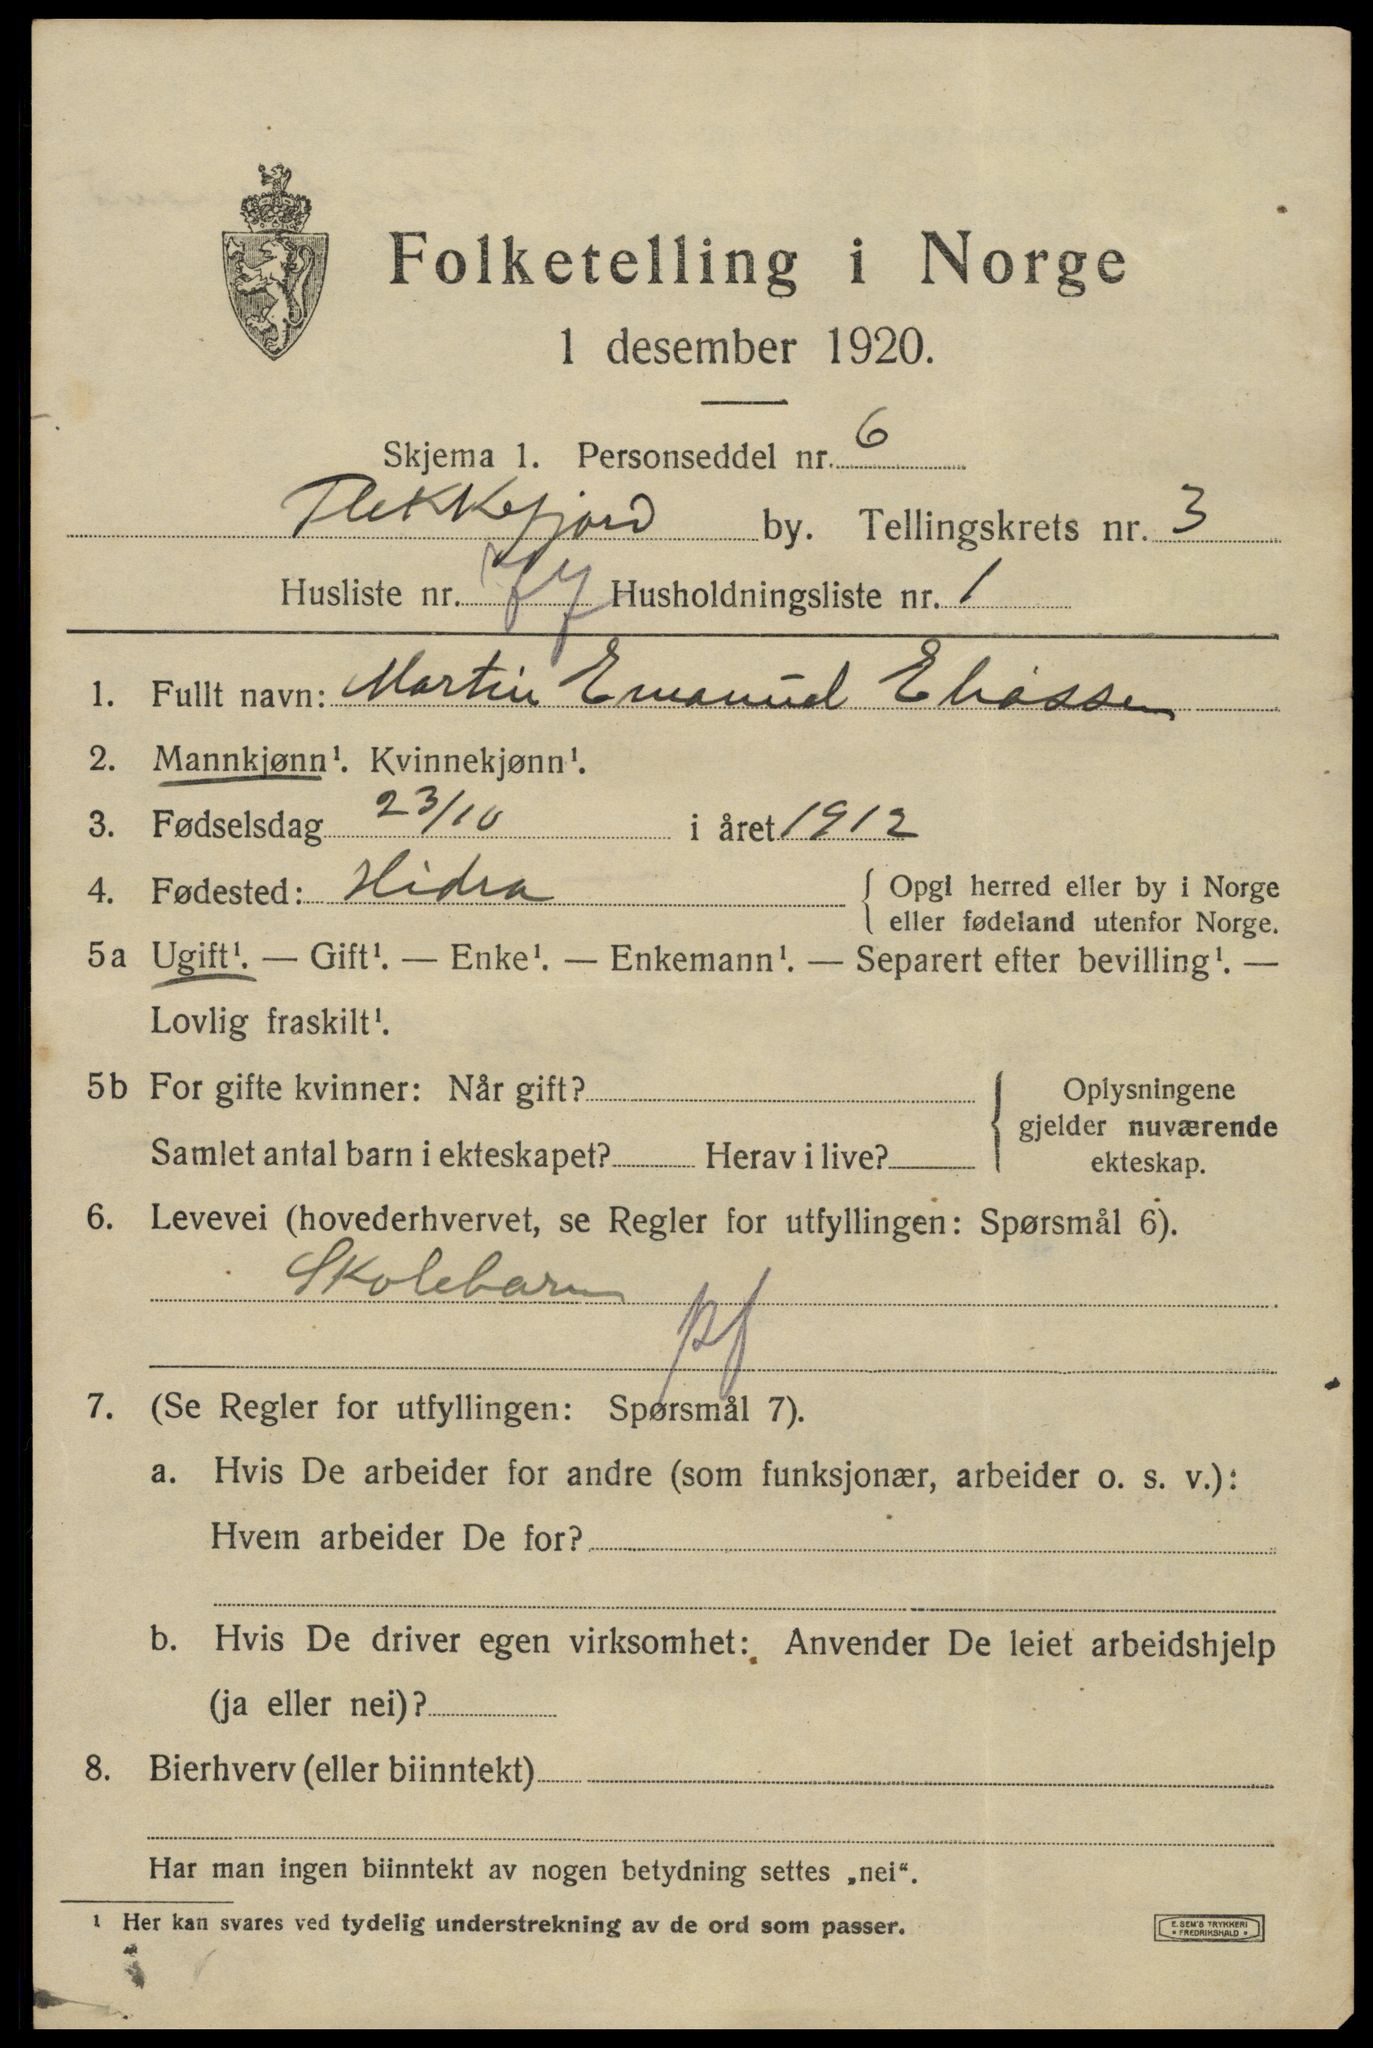 Folketelling i Norge
1 desember 1920.
Skjema 1. Personseddel nr. 6
Flekkefjord by. Tellingskrets nr. 3
Husliste nr. 77 Husholdningsliste nr. 1
1. Fullt navn: Martin Emanuel Eliassen
2. Mannkjønn¹. Kvinnekjønn¹.
3. Fødselsdag 23/10 i året 1912
4. Fødested: Hidra { Opgi herred eller by i Norge
eller fødeland utenfor Norge.
5a Ugift¹. — Gift¹. — Enke¹. — Enkemann¹. — Separert efter bevilling¹. —
Lovlig fraskilt¹.
5b For gifte kvinner: Når gift?
Samlet antal barn i ekteskapet? Herav i live?
Oplysningene
gjelder nuværende
ekteskap.
6. Levevei (hovederhvervet, se Regler for utfyllingen: Spørsmål 6).
Skolebarn
pf
7. (Se Regler for utfyllingen: Spørsmål 7).
a. Hvis De arbeider for andre (som funksjonær, arbeider o. s. v.):
Hvem arbeider De for?
b. Hvis De driver egen virksomhet: Anvender De leiet arbeidshjelp
(ja eller nei)?
8. Bierhverv (eller biinntekt)
Har man ingen biinntekt av nogen betydning settes „nei“.
¹ Her kan svares ved tydelig understrekning av de ord som passer.
E. SEM'S TRYKKERI
* FREDRIKSHALD *